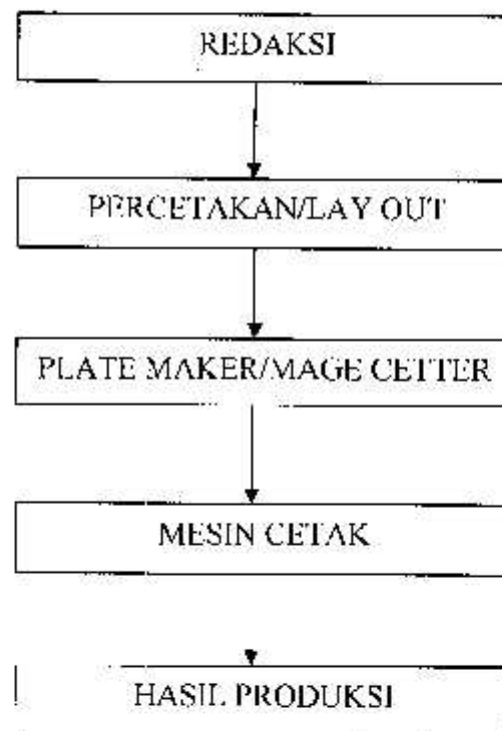 REDAKSI
PERCETAKAN/LAY OUT
PLATE MAKER/MAGE CETTER
MESIN CETAK
HASIL PRODUKSI